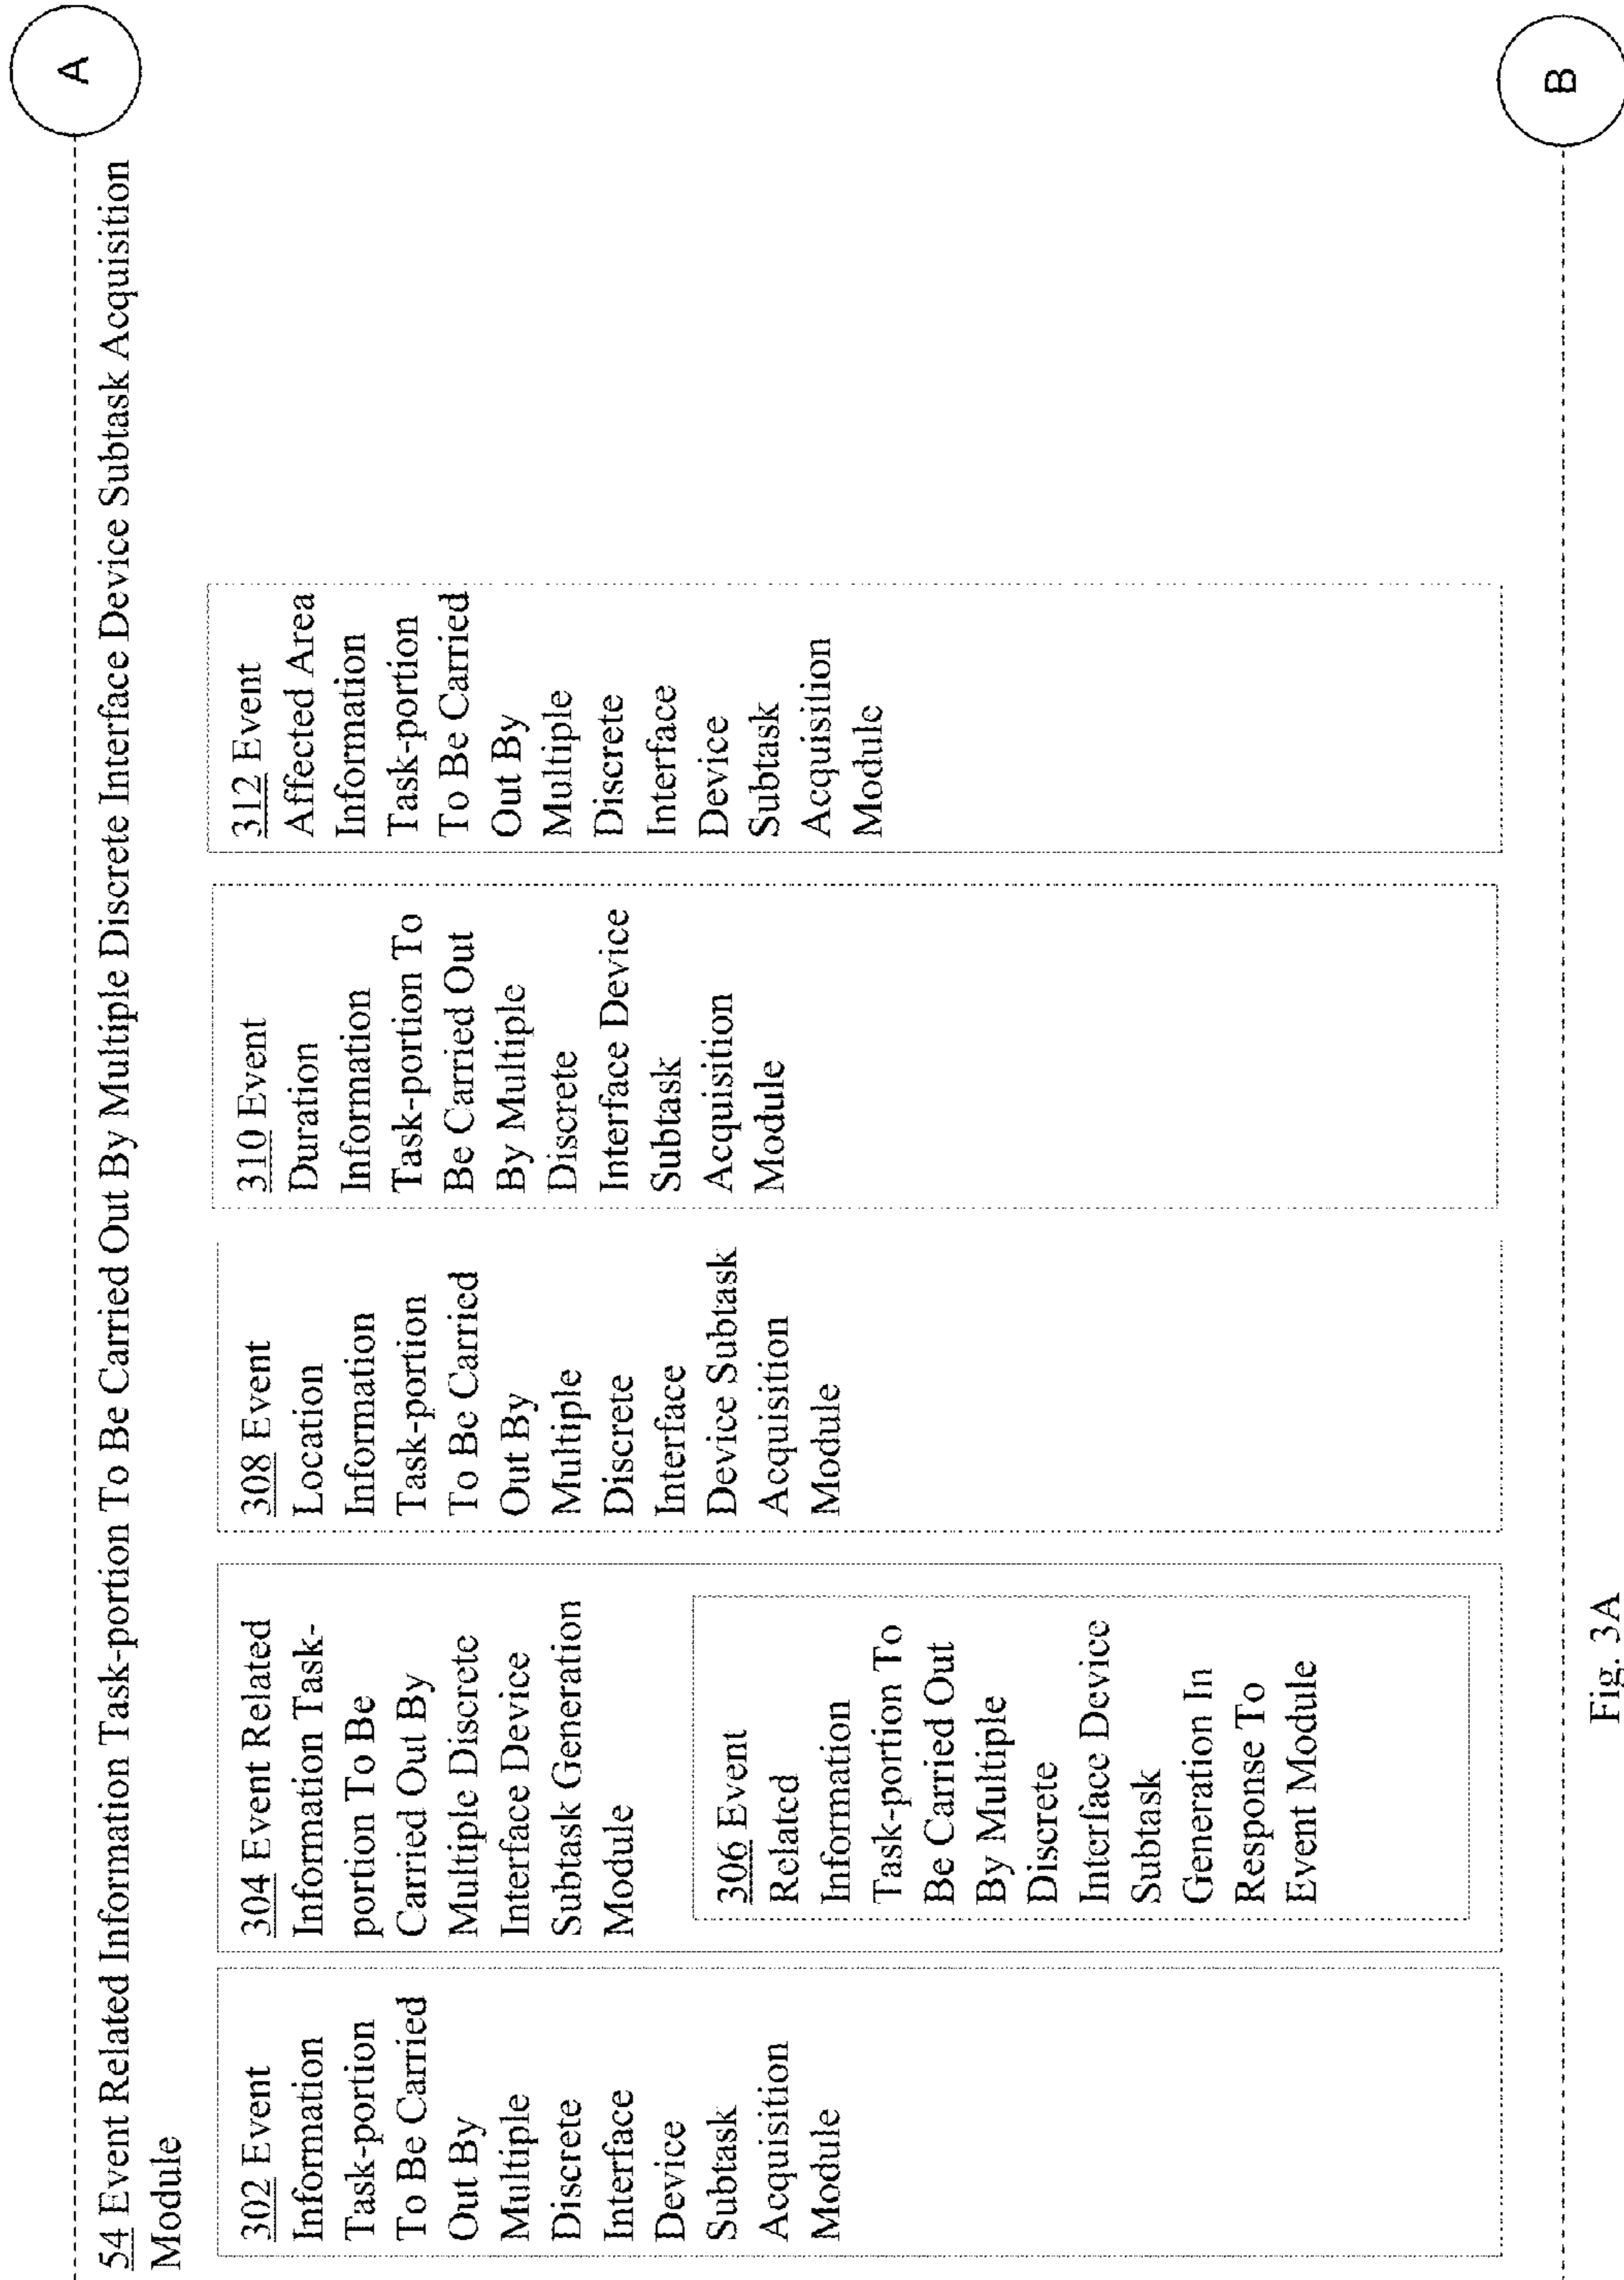 A
54 Event Related Information Task-portion To Be Carried Out By Multiple Discrete Interface Device Subtask Acquisition
Module
302 Event
Information
Task-portion
To Be Carried
Out By
Multiple
Discrete
Interface
Device
Subtask
Acquisition
Module
304 Event Related
Information Task-
portion To Be
Carried Out By
Multiple Discrete
Interface Device
Subtask Generation
Module
306 Event
Related
Information
Task-portion To
Be Carried Out
By Multiple
Discrete
Interface Device
Subtask
Generation In
Response To
Event Module
308 Event
Location
Information
Task-portion
To Be Carried
Out By
Multiple
Discrete
Interface
Device Subtask
Acquisition
Module
310 Event
Duration
Information
Task-portion To
Be Carried Out
By Multiple
Discrete
Interface Device
Subtask
Acquisition
Module
312 Event
Affected Area
Information
Task-portion
To Be Carried
Out By
Multiple
Discrete
Interface
Device
Subtask
Acquisition
Module
B
Fig. 3A